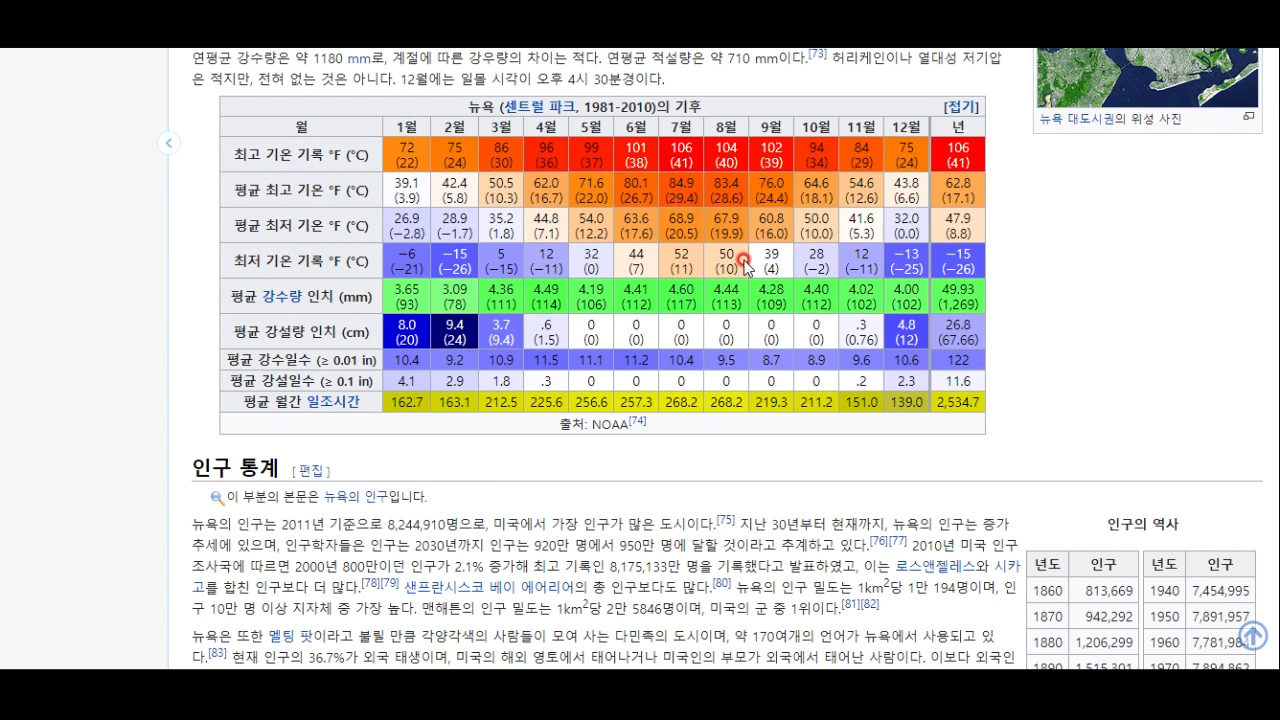 연평균 강수량은 약 1180 mm로, 계절에 따른 강우량의 차이는 적다. 연평균 적설량은 약 710 mm이다.[73] 허리케인이나 열대성 저기압
은 적지만, 전혀 없는 것은 아니다. 12월에는 일몰 시각이 오후 4시 30분경이다.
뉴욕 대도시권의 위성 사진
뉴욕 (센트럴 파크, 1981-2010)의 기후 [접기]
월 1월 2월 3월 4월 5월 6월 7월 8월 9월 10월 11월 12월 년
최고 기온 기록 °F (°C) 72 (22) 75 (24) 86 (30) 96 (36) 99 (37) 101 (38) 106 (41) 104 (40) 102 (39) 94 (34) 84 (29) 75 (24) 106 (41)
평균 최고 기온 °F (°C) 39.1 (3.9) 42.4 (5.8) 50.5 (10.3) 62.0 (16.7) 71.6 (22.0) 80.1 (26.7) 84.9 (29.4) 83.4 (28.6) 76.0 (24.4) 64.6 (18.1) 54.6 (12.6) 43.8 (6.6) 62.8 (17.1)
평균 최저 기온 °F (°C) 26.9 (−2.8) 28.9 (−1.7) 35.2 (1.8) 44.8 (7.1) 54.0 (12.2) 63.6 (17.6) 68.9 (20.5) 67.9 (19.9) 60.8 (16.0) 50.0 (10.0) 41.6 (5.3) 32.0 (0.0) 47.9 (8.8)
최저 기온 기록 °F (°C) −6 (−21) −15 (−26) 5 (−15) 12 (−11) 32 (0) 44 (7) 52 (11) 50 (10) 39 (4) 28 (−2) 12 (−11) −13 (−25) −15 (−26)
평균 강수량 인치 (mm) 3.65 (93) 3.09 (78) 4.36 (111) 4.49 (114) 4.19 (106) 4.41 (112) 4.60 (117) 4.44 (113) 4.28 (109) 4.40 (112) 4.02 (102) 4.00 (102) 49.93 (1,269)
평균 강설량 인치 (cm) 8.0 (20) 9.4 (24) 3.7 (9.4) .6 (1.5) 0 (0) 0 (0) 0 (0) 0 (0) 0 (0) 0 (0) .3 (0.76) 4.8 (12) 26.8 (67.66)
평균 강수일수 (≥ 0.01 in) 10.4 9.2 10.9 11.5 11.1 11.2 10.4 9.5 8.7 8.9 9.6 10.6 122
평균 강설일수 (≥ 0.1 in) 4.1 2.9 1.8 .3 0 0 0 0 0 0 .2 2.3 11.6
평균 월간 일조시간 162.7 163.1 212.5 225.6 256.6 257.3 268.2 268.2 219.3 211.2 151.0 139.0 2,534.7
출처: NOAA[74]
인구 통계 [편집]
이 부분의 본문은 뉴욕의 인구입니다.
뉴욕의 인구는 2011년 기준으로 8,244,910명으로, 미국에서 가장 인구가 많은 도시이다.[75] 지난 30년부터 현재까지, 뉴욕의 인구는 증가
추세에 있으며, 인구학자들은 인구는 2030년까지 인구는 920만 명에서 950만 명에 달할 것이라고 추계하고 있다.[76][77] 2010년 미국 인구
조사국에 따르면 2000년 800만이던 인구가 2.1% 증가해 최고 기록인 8,175,133만 명을 기록했다고 발표하였고, 이는 로스앤젤레스와 시카
고를 합친 인구보다 더 많다.[78][79] 샌프란시스코 베이 에어리어의 총 인구보다도 많다.[80] 뉴욕의 인구 밀도는 1km2당 1만 194명이며, 인
구 10만 명 이상 지자체 중 가장 높다. 맨해튼의 인구 밀도는 1km2당 2만 5846명이며, 미국의 군 중 1위이다.[81][82]
뉴욕은 또한 멜팅 팟이라고 불릴 만큼 각양각색의 사람들이 모여 사는 다민족의 도시이며, 약 170여개의 언어가 뉴욕에서 사용되고 있
다.[83] 현재 인구의 36.7%가 외국 태생이며, 미국의 해외 영토에서 태어나거나 미국인의 부모가 외국에서 태어난 사람이다. 이보다 외국인
인구의 역사
년도 인구 년도 인구
1860 813,669 1940 7,454,995
1870 942,292 1950 7,891,957
1880 1,206,299 1960 7,781,984
1890 1,515,301 1970 7,894,862